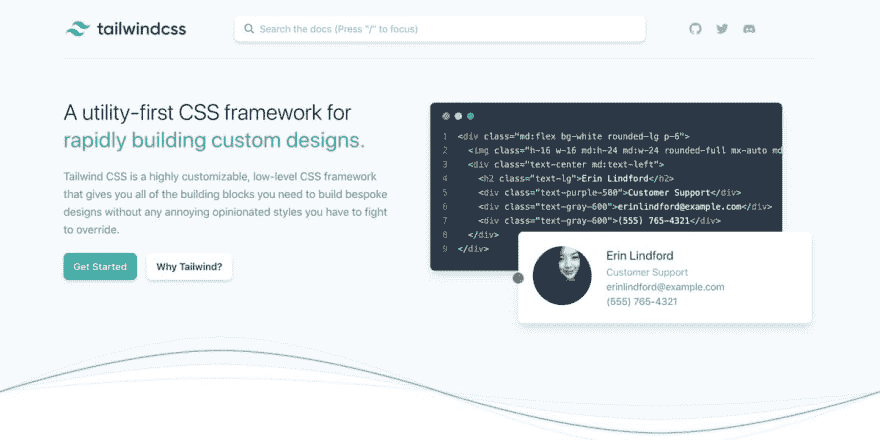 tailwindcss
Search the docs (Press "/" to focus)
A utility-first CSS framework for
rapidly building custom designs.
Tailwind CSS is a highly customizable, low-level CSS framework
that gives you all of the building blocks you need to build bespoke
designs without any annoying opinionated styles you have to fight
to override.
Get Started
Why Tailwind?
1 <div class="md:flex bg-white rounded-lg p-6">
2 <img class="h-16 w-16 md:h-24 md:w-24 rounded-full mx-auto md
3 <div class="text-center md:text-left">
4 <h2 class="text-lg">Erin Lindford</h2>
5 <div class="text-purple-500">Customer Support</div>
6 <div class="text-gray-600">erinlindford@example.com</div>
7 <div class="text-gray-600">(555) 765-4321</div>
8 </div>
9 </div>
Erin Lindford
Customer Support
erinlindford@example.com
(555) 765-4321